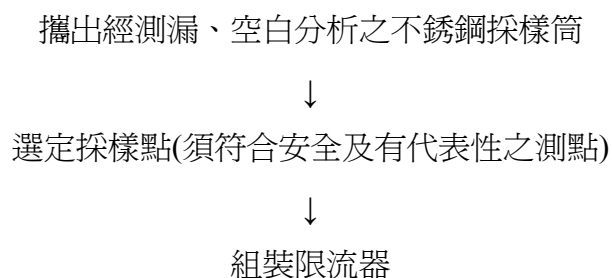 攜出經測漏、空白分析之不銹鋼採樣筒
↓
選定採樣點(須符合安全及有代表性之測點)
↓
組裝限流器